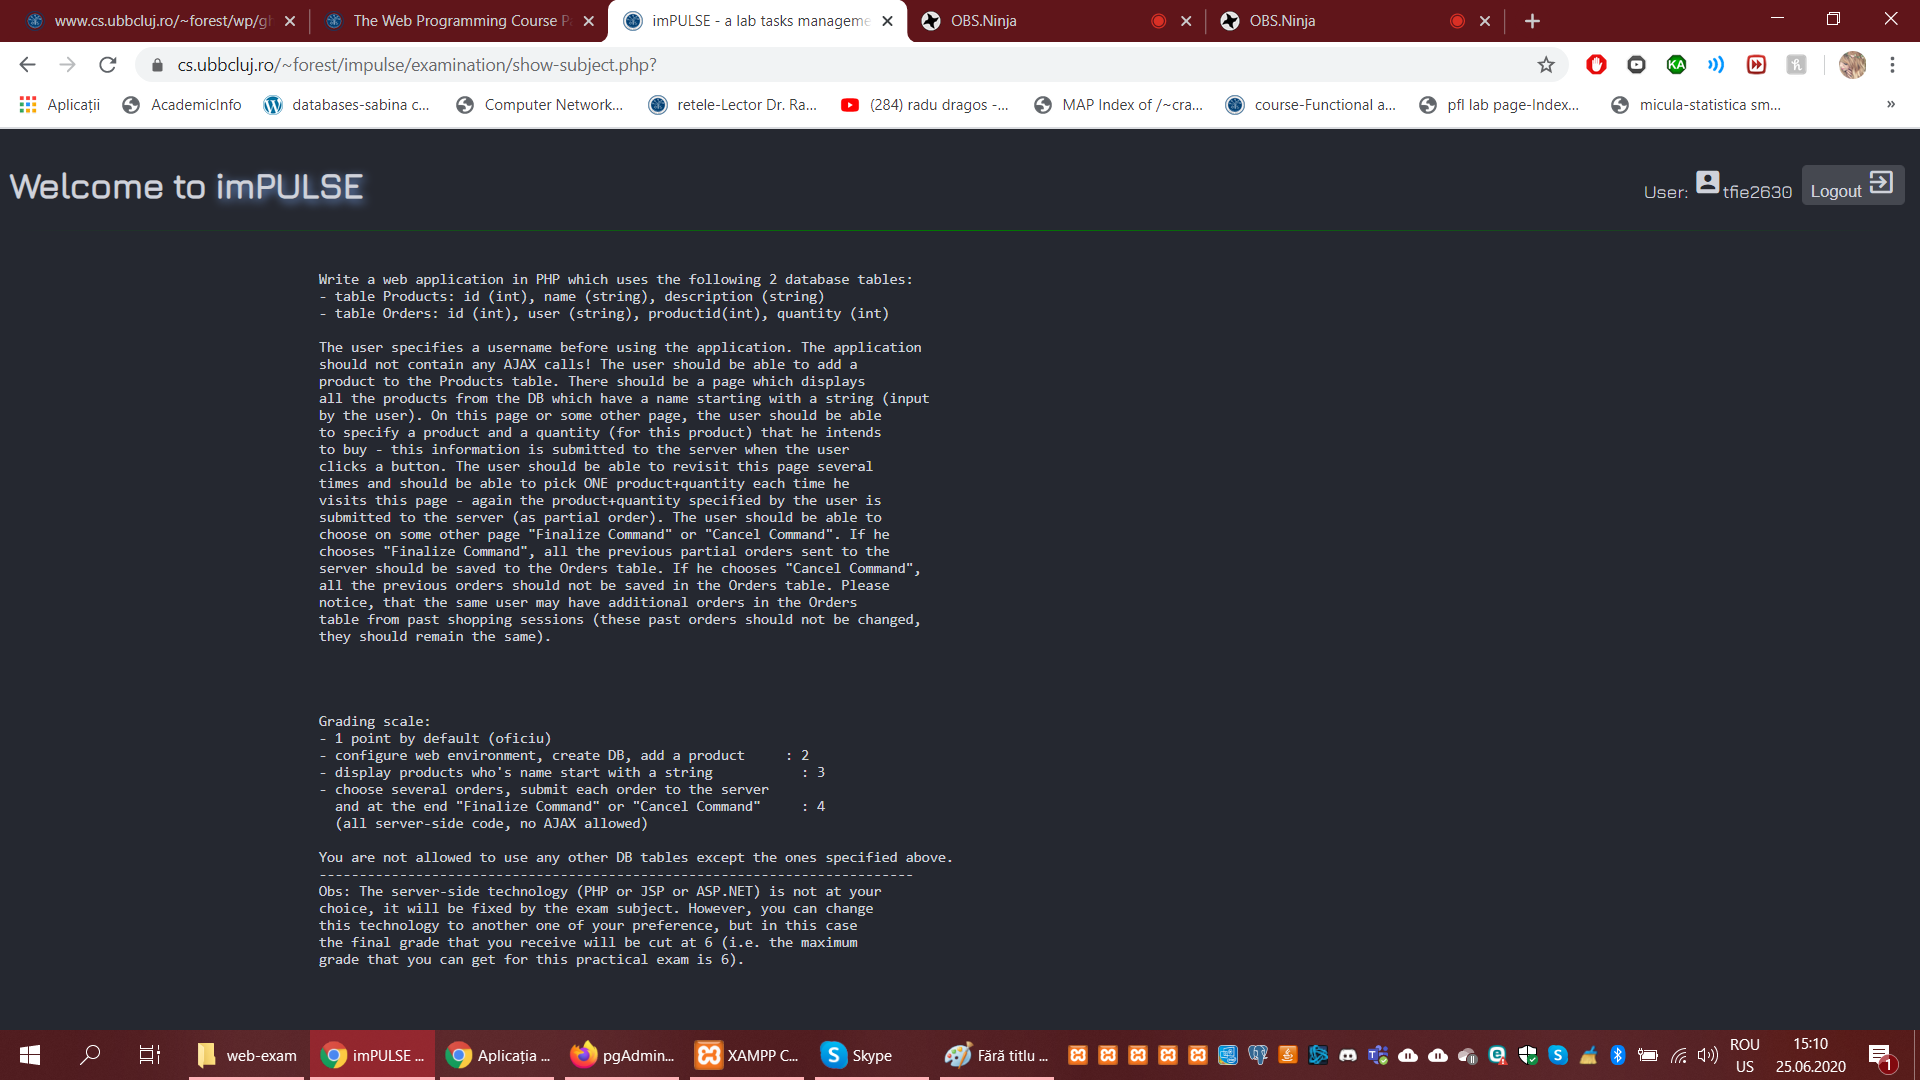 www.cs.ubbcluj.ro/~forest/wp/gh
The Web Programming Course P
imPULSE - a lab tasks manageme
OBS.Ninja
OBS.Ninja
cs.ubbcluj.ro/~forest/impulse/examination/show-subject.php?
Aplicații
AcademicInfo
databases-sabina c...
Computer Network...
retele-Lector Dr. Ra...
(284) radu dragos -...
MAP Index of /~cra...
course-Functional a...
pfl lab page-Index...
micula-statistica sm...
»
Welcome to imPULSE
User: tfie2630
Logout
Write a web application in PHP which uses the following 2 database tables:
- table Products: id (int), name (string), description (string)
- table Orders: id (int), user (string), productid(int), quantity (int)
The user specifies a username before using the application. The application
should not contain any AJAX calls! The user should be able to add a
product to the Products table. There should be a page which displays
all the products from the DB which have a name starting with a string (input
by the user). On this page or some other page, the user should be able
to specify a product and a quantity (for this product) that he intends
to buy - this information is submitted to the server when the user
clicks a button. The user should be able to revisit this page several
times and should be able to pick ONE product+quantity each time he
visits this page - again the product+quantity specified by the user is
submitted to the server (as partial order). The user should be able to
choose on some other page "Finalize Command" or "Cancel Command". If he
chooses "Finalize Command", all the previous partial orders sent to the
server should be saved to the Orders table. If he chooses "Cancel Command",
all the previous orders should not be saved in the Orders table. Please
notice, that the same user may have additional orders in the Orders
table from past shopping sessions (these past orders should not be changed,
they should remain the same).
Grading scale:
- 1 point by default (oficiu)
- configure web environment, create DB, add a product : 2
- display products who's name start with a string : 3
- choose several orders, submit each order to the server
and at the end "Finalize Command" or "Cancel Command" : 4
(all server-side code, no AJAX allowed)
You are not allowed to use any other DB tables except the ones specified above.
--------------------------------------------------------------------------
Obs: The server-side technology (PHP or JSP or ASP.NET) is not at your
choice, it will be fixed by the exam subject. However, you can change
this technology to another one of your preference, but in this case
the final grade that you receive will be cut at 6 (i.e. the maximum
grade that you can get for this practical exam is 6).
web-exam
imPULSE ...
Aplicația ...
pgAdmin...
XAMPP C...
Skype
Fără titlu ...
ROU
US
15:10
25.06.2020
1